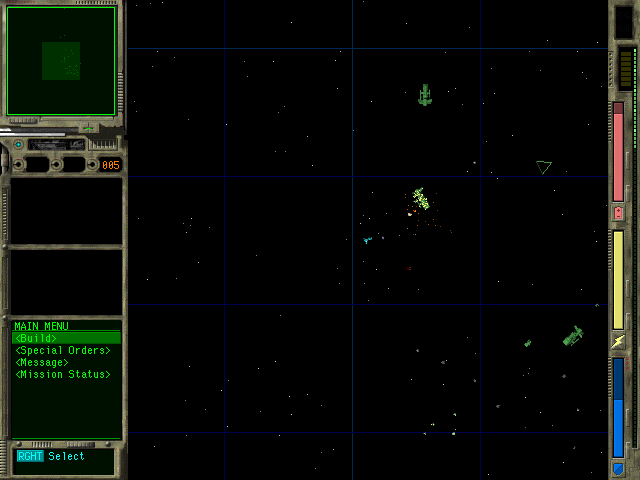 005
MAIN MENU
<Build>
<Special Orders>
<Message>
<Mission Status>
RGHT Select